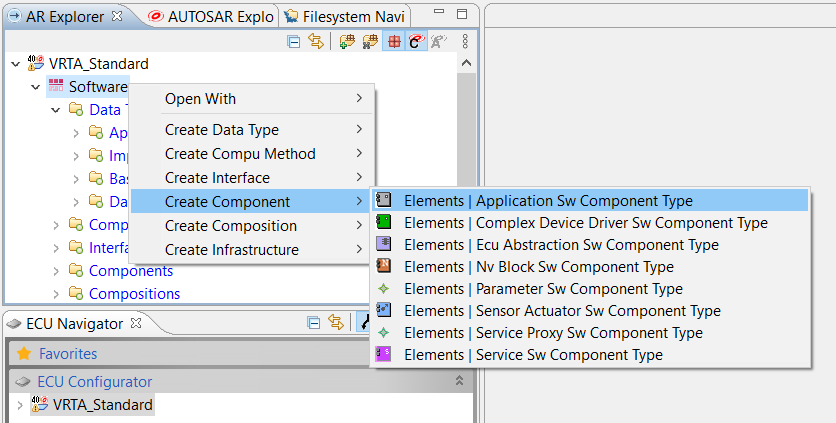 AR Explorer
AUTOSAR Explo
Filesystem Navi
VRTA_Standard
Software
Data T
Ap
Im
Bas
Da
Comp
Interfa
Components
Compositions
Open With
Create Data Type
Create Compu Method
Create Interface
Create Component
Create Composition
Create Infrastructure
Elements | Application Sw Component Type
Elements | Complex Device Driver Sw Component Type
Elements | Ecu Abstraction Sw Component Type
Elements | Nv Block Sw Component Type
Elements | Parameter Sw Component Type
Elements | Sensor Actuator Sw Component Type
Elements | Service Proxy Sw Component Type
Elements | Service Sw Component Type
ECU Navigator
Favorites
ECU Configurator
VRTA_Standard